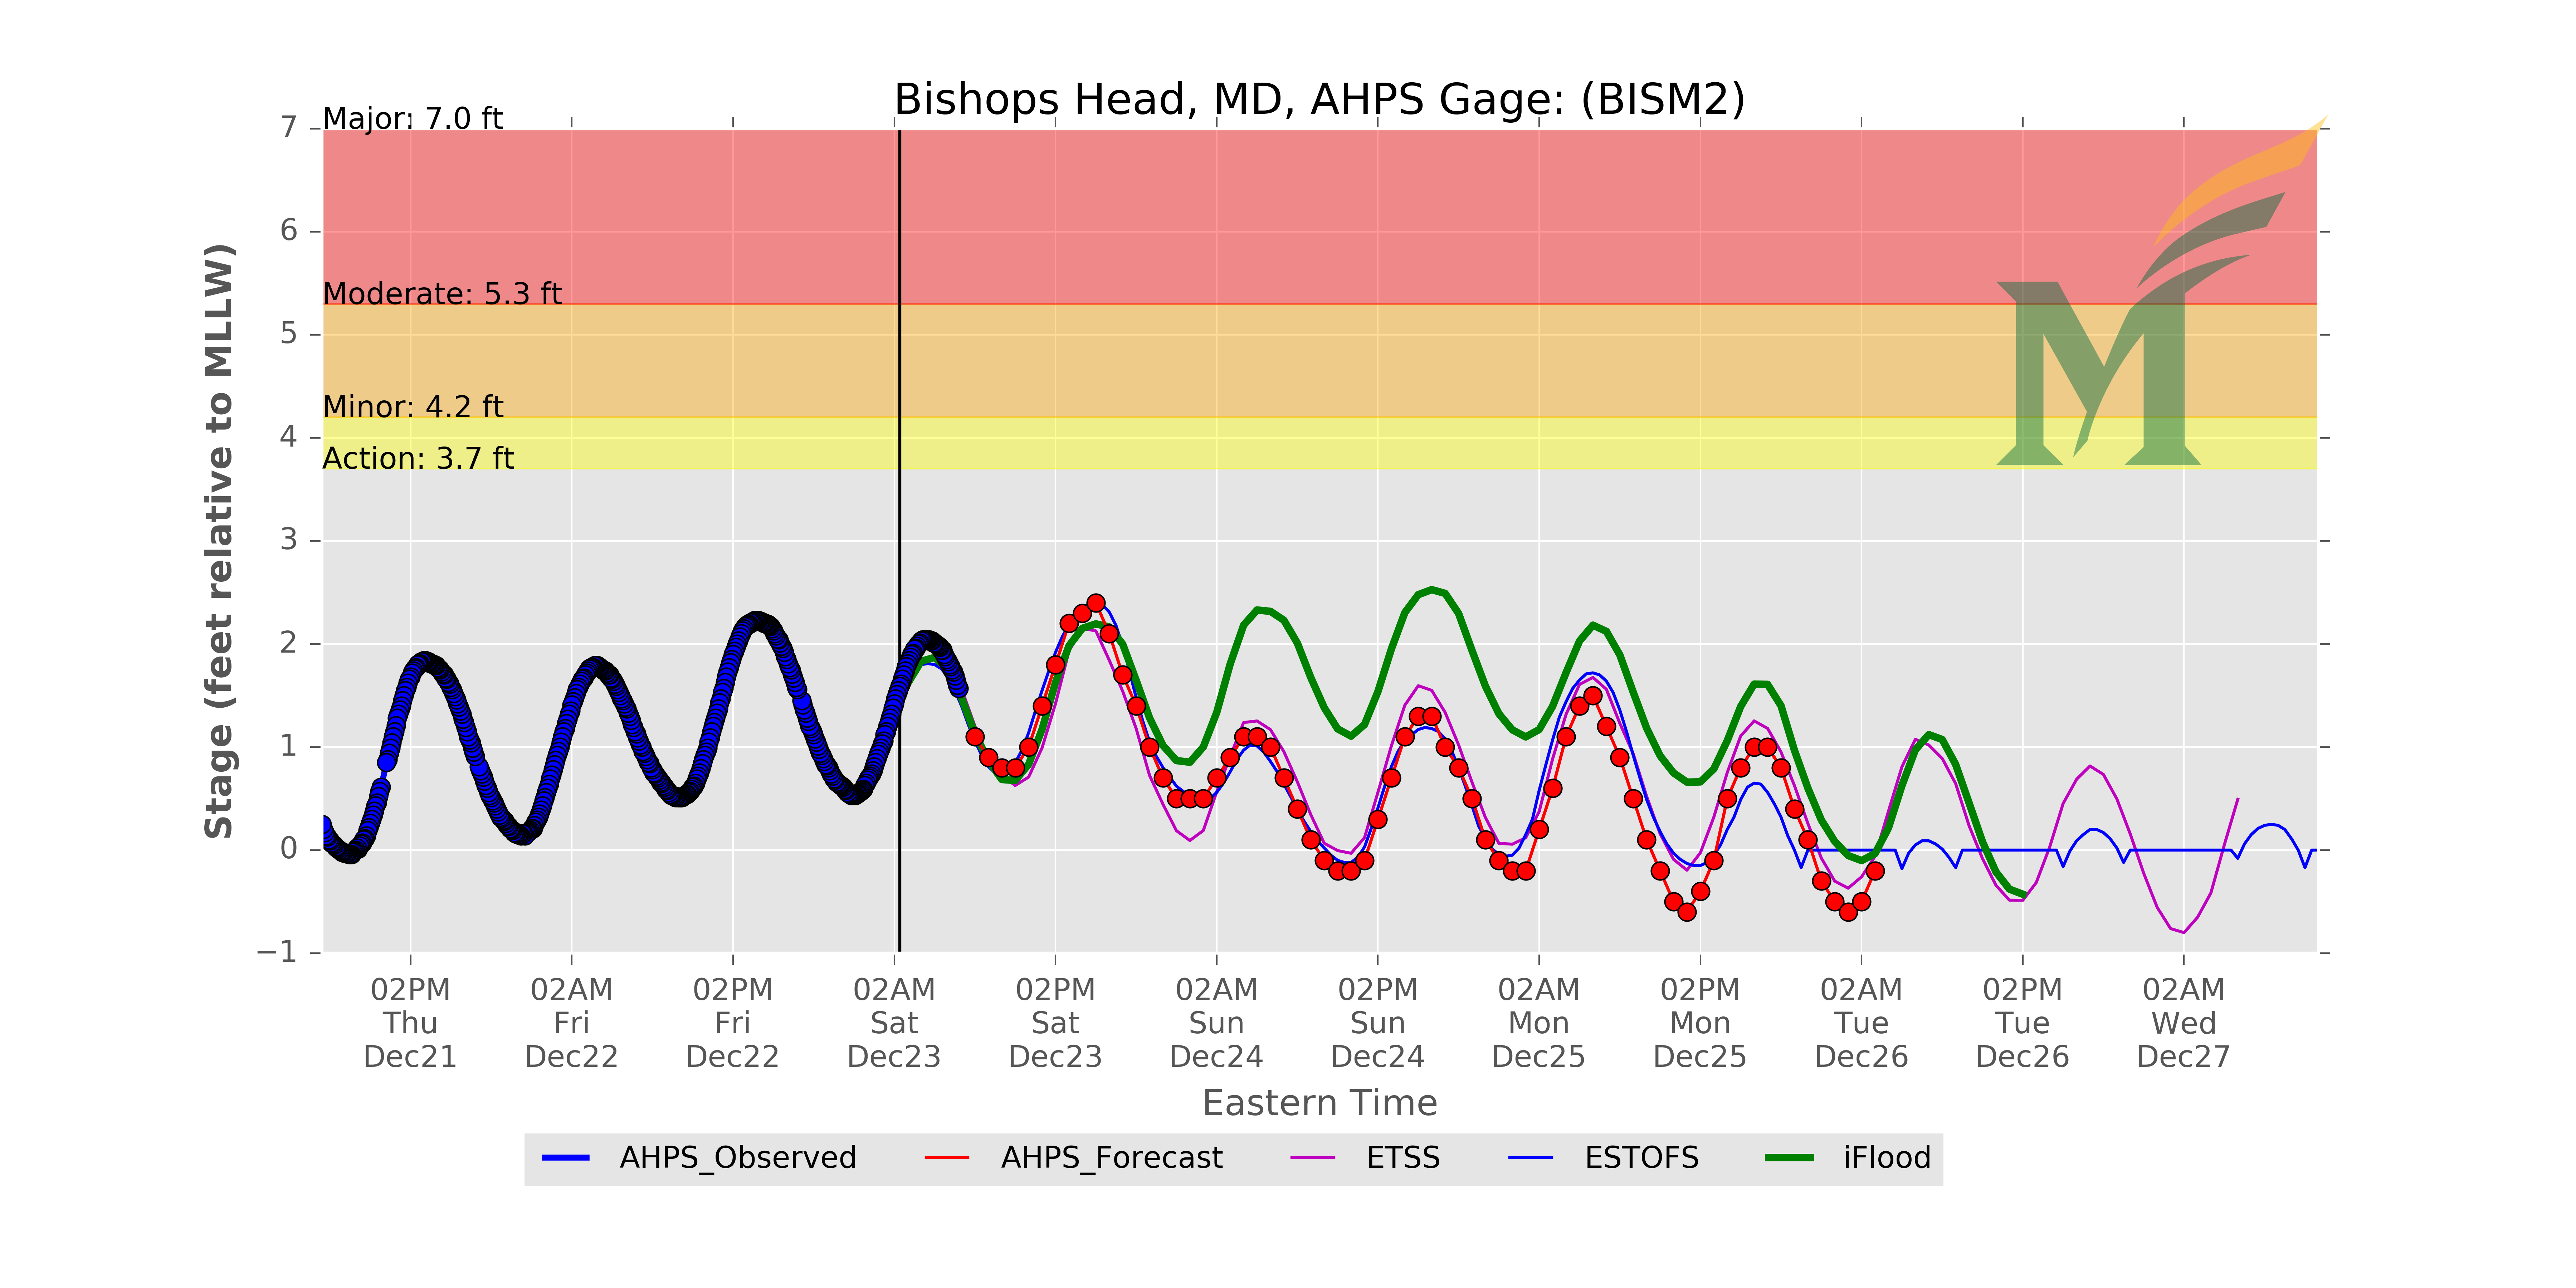 Bishops Head, MD, AHPS Gage: (BISM2)
Major: 7.0 ft
Moderate: 5.3 ft
Minor: 4.2 ft
Action: 3.7 ft
Stage (feet relative to MLLW)
7
6
5
4
3
2
1
0
−1
02PM Thu Dec21
02AM Fri Dec22
02PM Fri Dec22
02AM Sat Dec23
02PM Sat Dec23
02AM Sun Dec24
02PM Sun Dec24
02AM Mon Dec25
02PM Mon Dec25
02AM Tue Dec26
02PM Tue Dec26
02AM Wed Dec27
Eastern Time
AHPS_Observed AHPS_Forecast ETSS ESTOFS iFlood
M